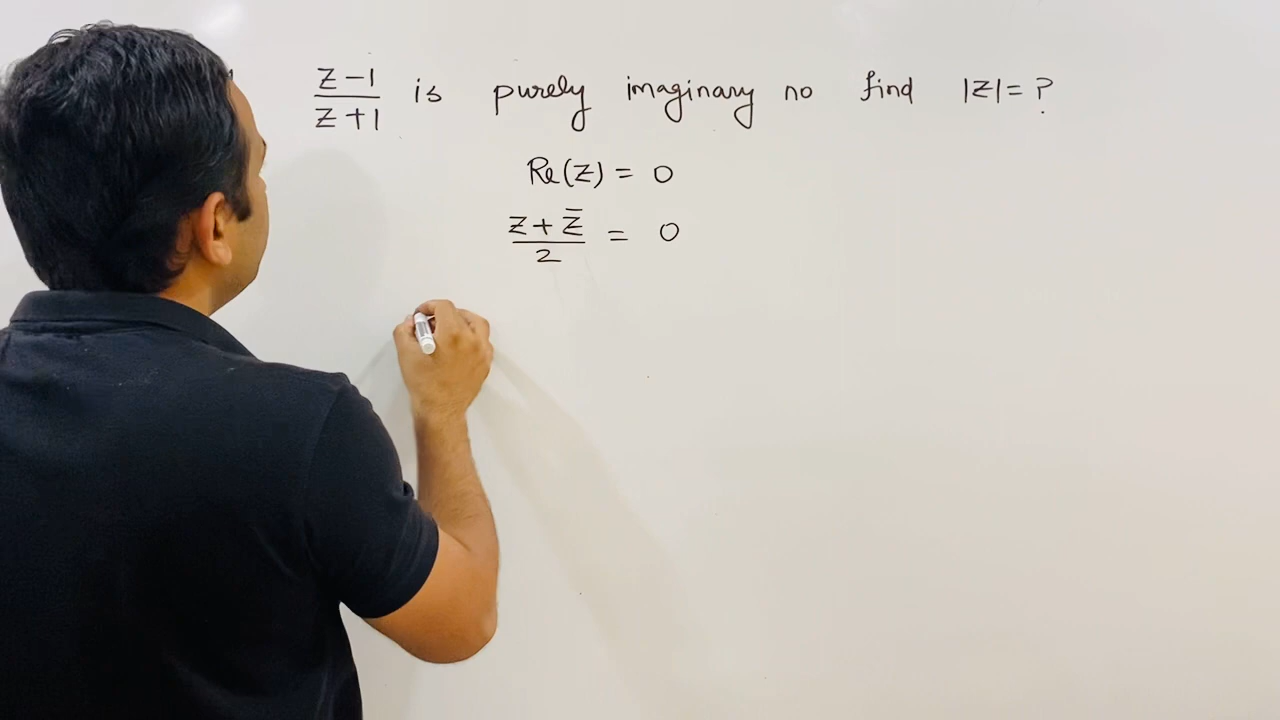 z-1/z+1 is purely imaginary no find |z|= ?
Re(z) = 0
z+z̄/2 = 0